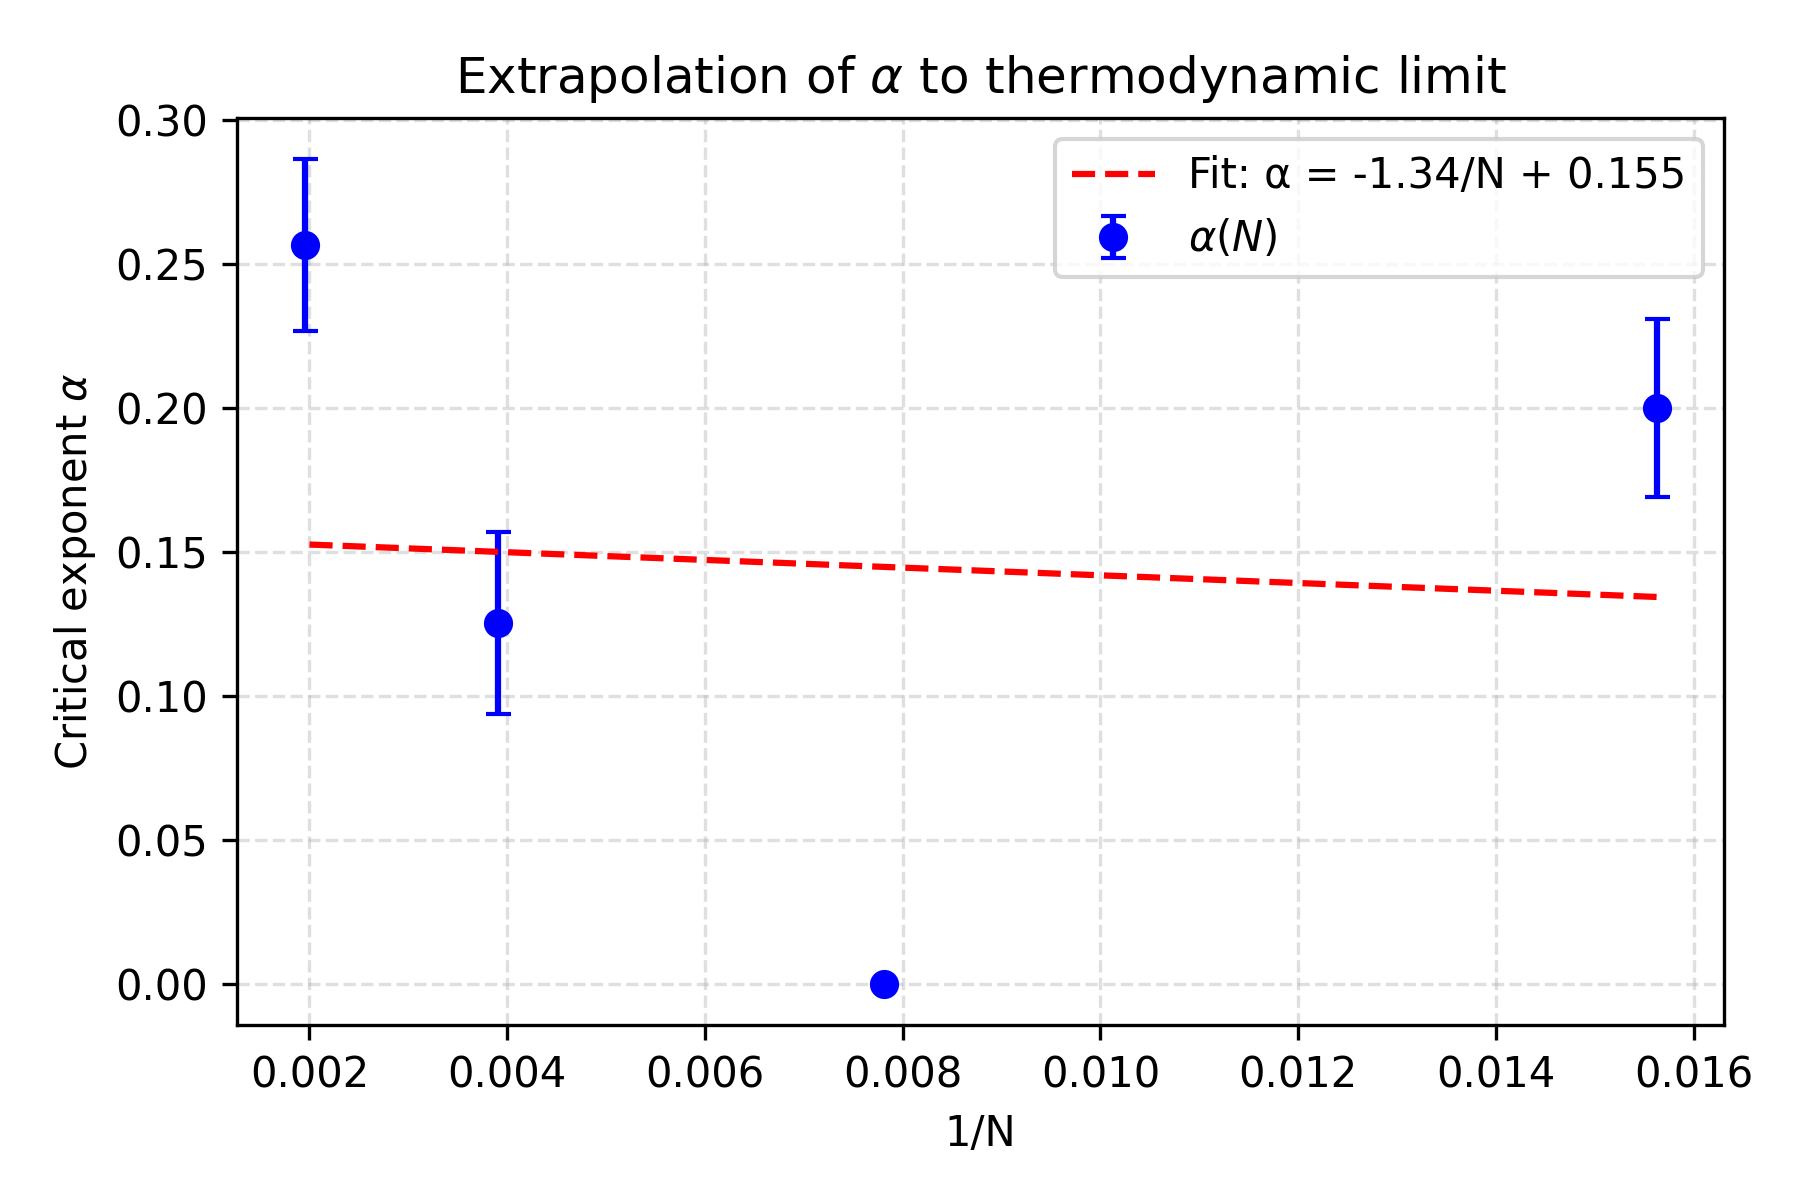 Extrapolation of α to thermodynamic limit
Critical exponent α
0.30
0.25
0.20
0.15
0.10
0.05
0.00
Fit: α = -1.34/N + 0.155
α(N)
0.002 0.004 0.006 0.008 0.010 0.012 0.014 0.016
1/N